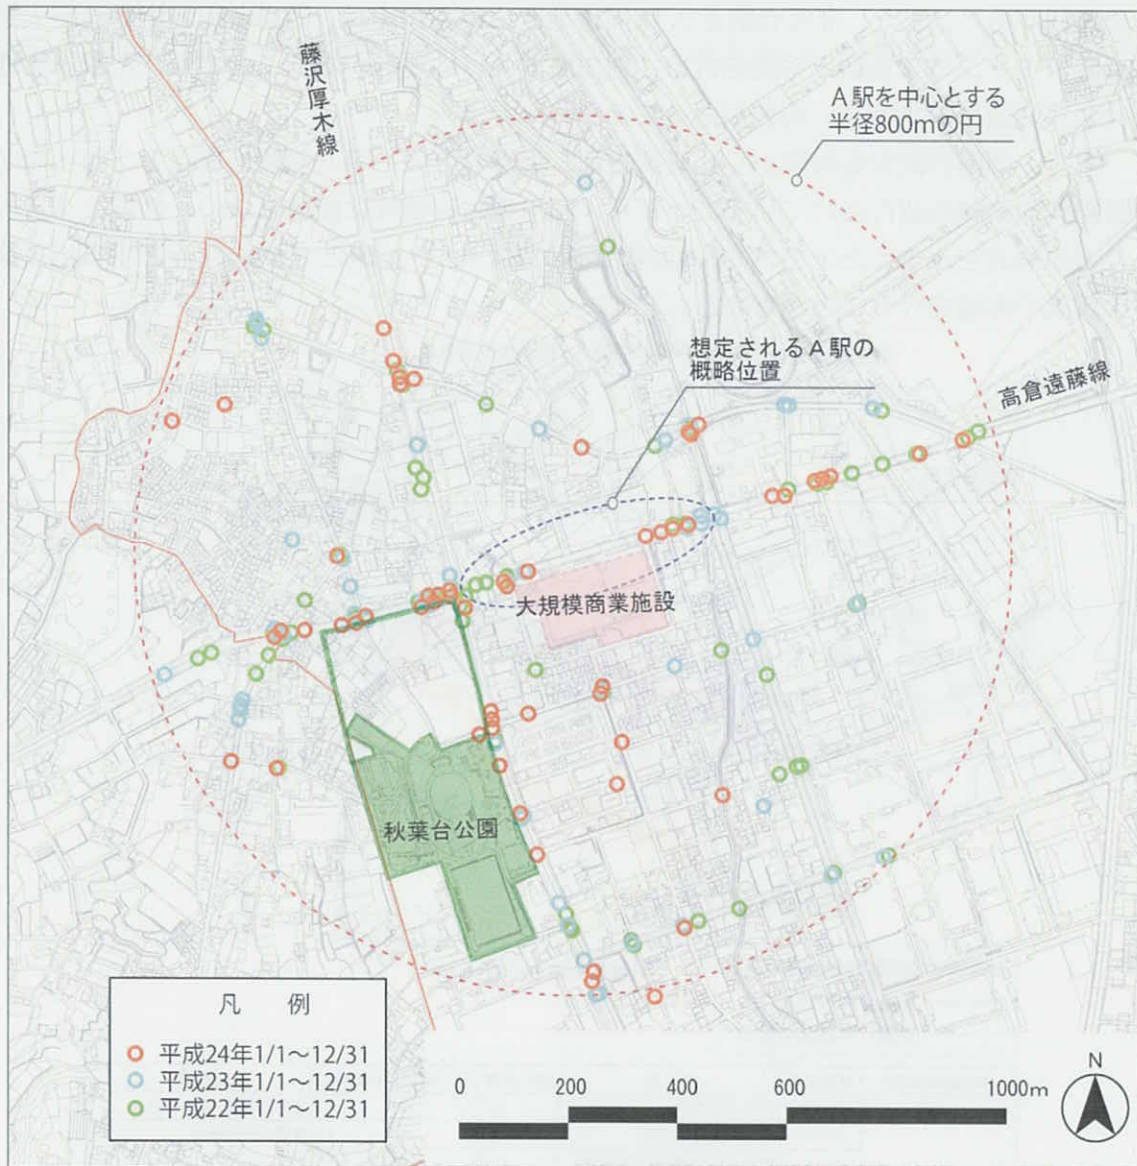 藤沢厚木線
A駅を中心とする
半径800mの円
想定されるA駅の
概略位置
高倉遠藤線
大規模商業施設
秋葉台公園
凡 例
平成24年1/1～12/31
平成23年1/1～12/31
平成22年1/1～12/31
0 200 400 600 1000m
N